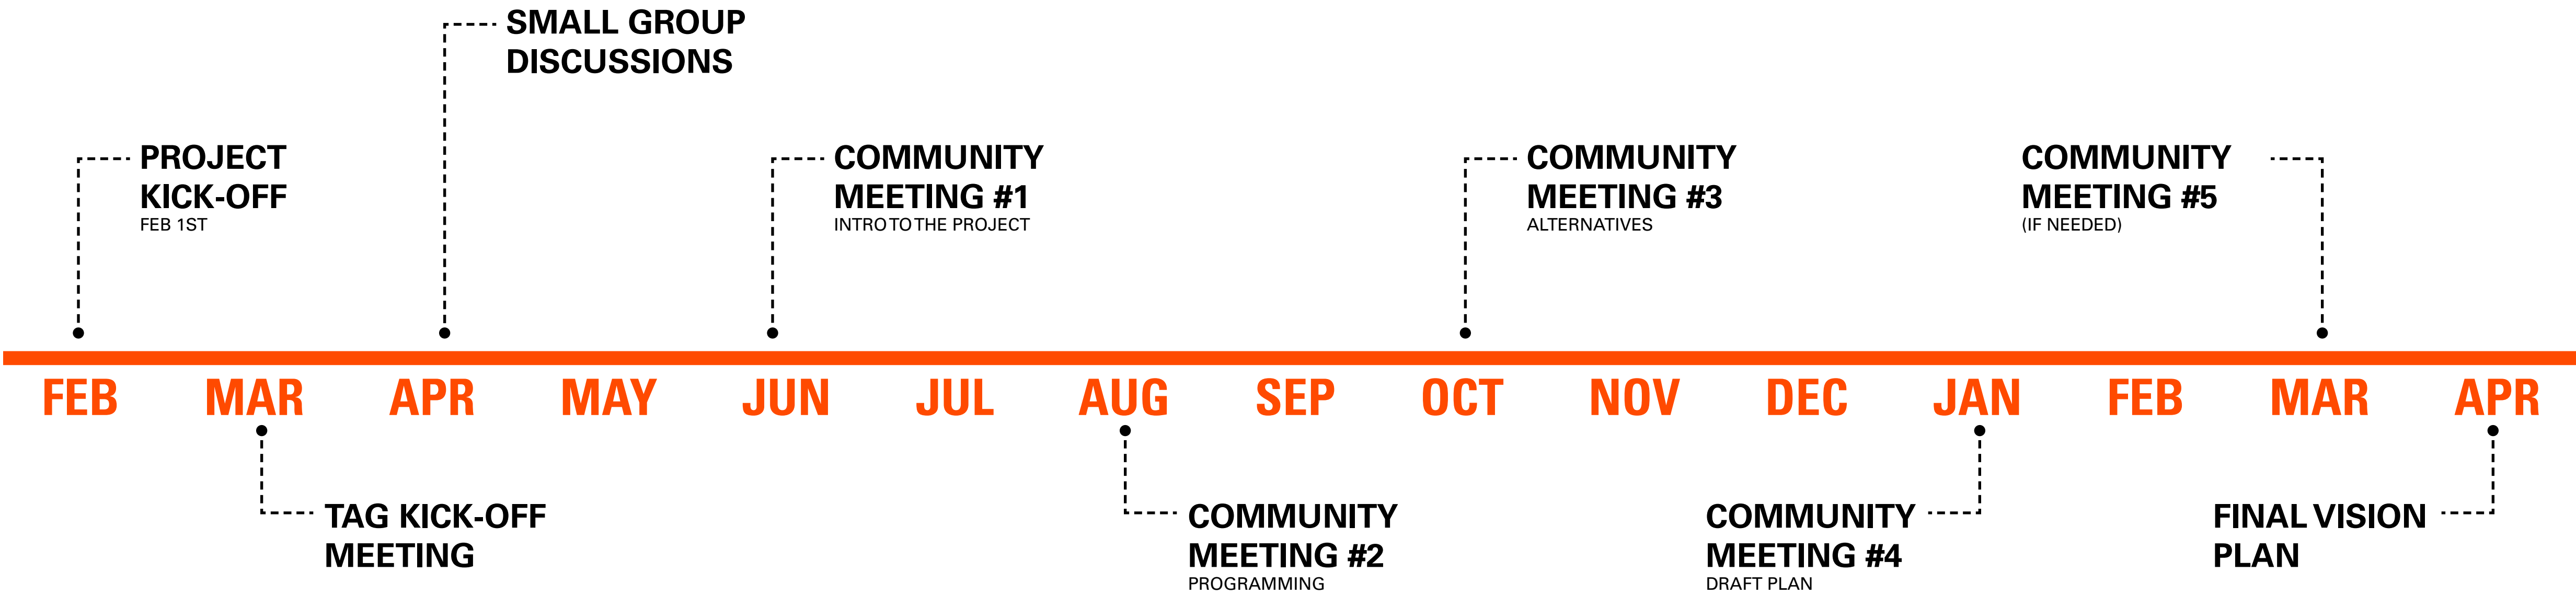 SMALL GROUP
DISCUSSIONS
PROJECT
KICK-OFF
FEB 1ST
COMMUNITY
MEETING #1
INTRO TO THE PROJECT
COMMUNITY
MEETING #3
ALTERNATIVES
COMMUNITY
MEETING #5
(IF NEEDED)
FEB MAR APR MAY JUN JUL AUG SEP OCT NOV DEC JAN FEB MAR APR
TAG KICK-OFF
MEETING
COMMUNITY
MEETING #2
PROGRAMMING
COMMUNITY
MEETING #4
DRAFT PLAN
FINAL VISION
PLAN